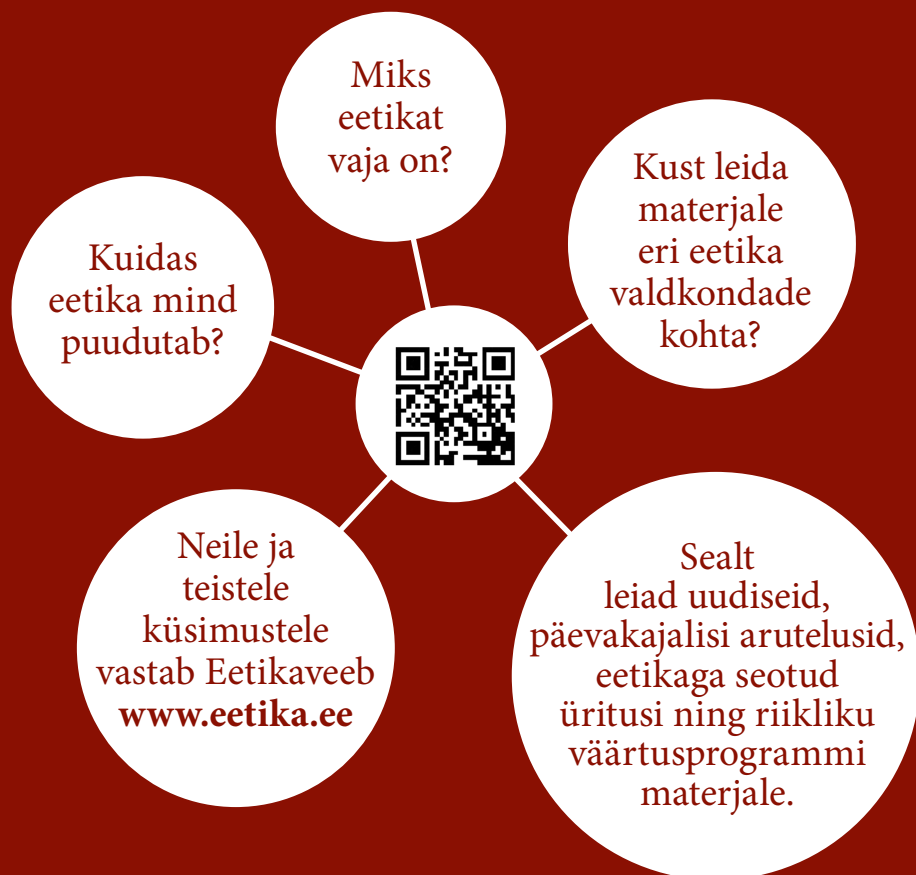 Miks
eetikat
vaja on?
Kuidas
eetika mind
puudutab?
Kust leida
materjale
eri eetika
valdkondade
kohta?
Neile ja
teistele
küsimustele
vastab Eetikaveeb
www.eetika.ee
Sealt
leiad uudiseid,
päevakajalisi arutelusid,
eetikaga seotud
üritusi ning riikliku
väärtusprogrammi
materjale.